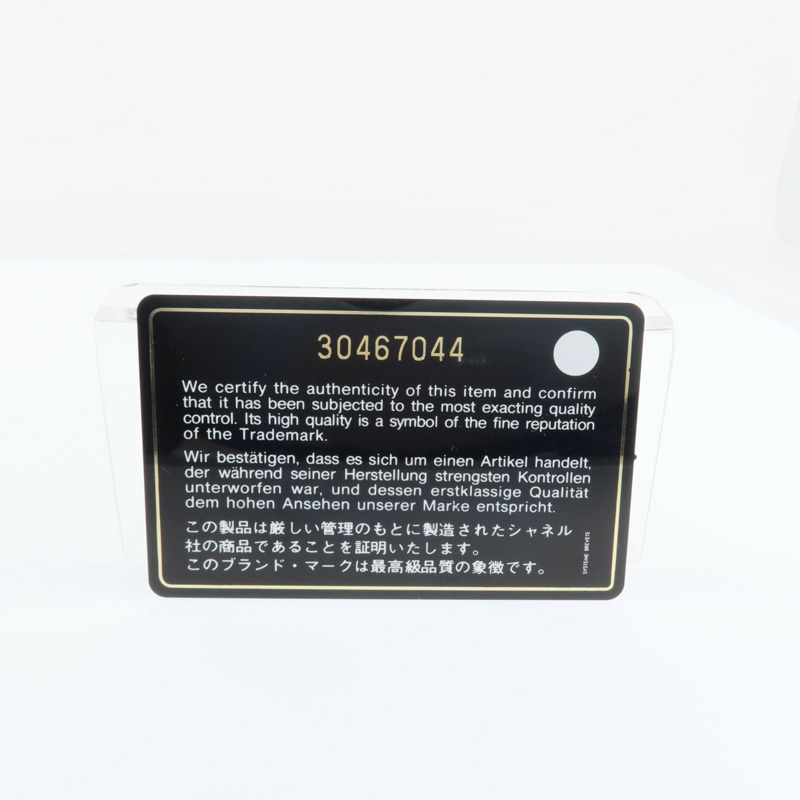 30467044
We certify the authenticity of this item and confirm
that it has been subjected to the most exacting quality
control. Its high quality is a symbol of the fine reputation
of the Trademark.
Wir bestätigen, dass es sich um einen Artikel handelt,
der während seiner Herstellung strengsten Kontrollen
unterworfen war, und dessen erstklassige Qualität
dem hohen Ansehen unserer Marke entspricht.
この製品は厳しい管理のもとに製造されたシャネル
社の商品であることを証明いたします。
このブランド・マークは最高級品質の象徴です。
SYSTEME BREVETE